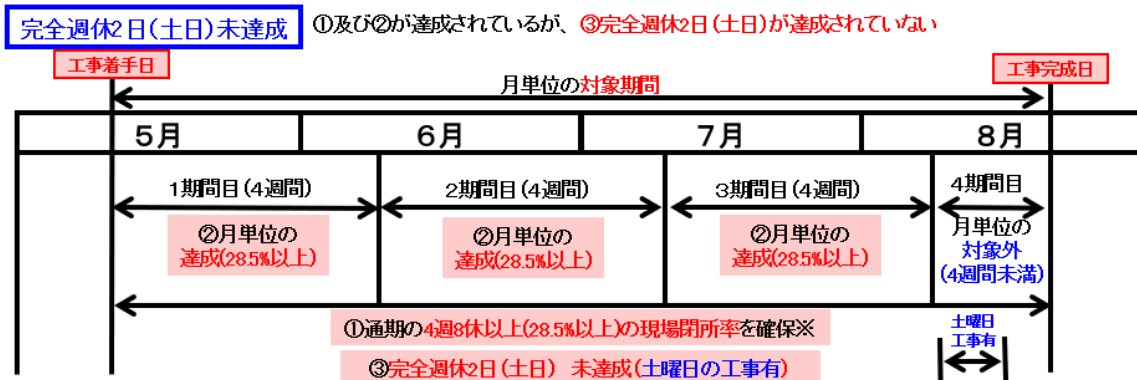 完全週休2日(土日)未達成
①及び②が達成されているが、③完全週休2日(土日)が達成されていない
工事着手日
工事完成日
月単位の対象期間
5月
6月
7月
8月
1期間目(4週間)
2期間目(4週間)
3期間目(4週間)
4期間目
②月単位の
達成(28.5%以上)
②月単位の
達成(28.5%以上)
②月単位の
達成(28.5%以上)
月単位の
対象外
(4週間未満)
①通期の4週8休以上(28.5%以上)の現場閉所率を確保※
土曜日
工事有
③完全週休2日(土日) 未達成(土曜日の工事有)